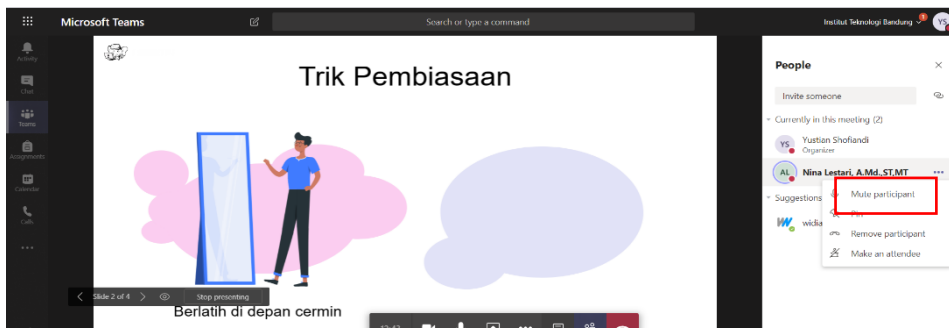 Microsoft Teams
Search or type a command
Institut Teknologi Bandung
1
YS
Activity
Chat
Teams
Assignments
Calendar
Calls
Trik Pembiasaan
Slide 2 of 4
Stop presenting
Berlatih di depan cermin
People
Invite someone
Currently in this meeting (2)
YS
Yustian Shofiandi
Organizer
AL
Nina Lestari, A.Md.,ST,MT
Suggestions
widia
Mute participant
Pin
Remove participant
Make an attendee